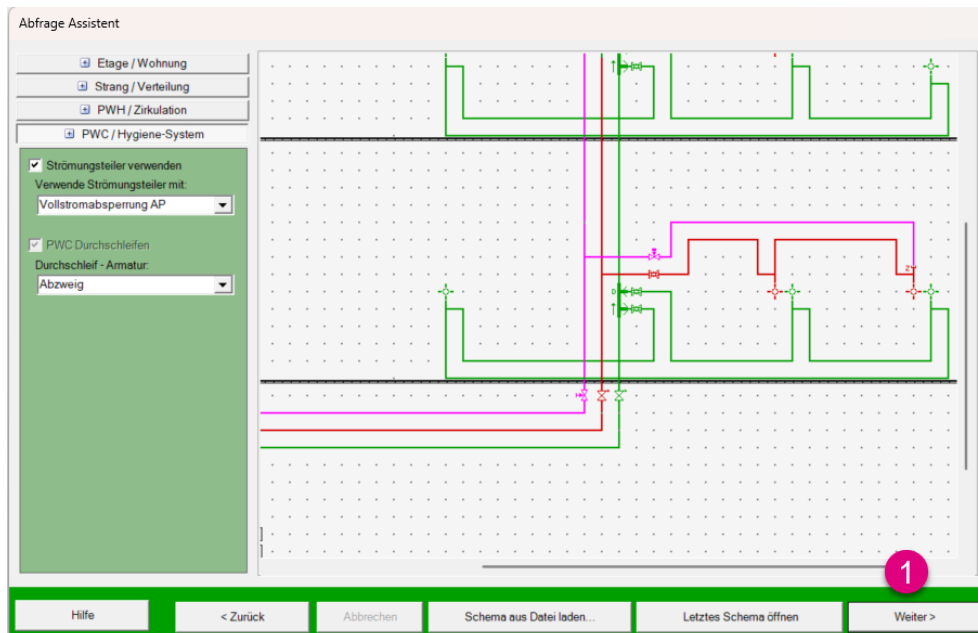 Abfrage Assistent
Etage / Wohnung
Strang / Verteilung
PWH / Zirkulation
PWC / Hygiene-System
Strömungsteiler verwenden
Verwende Strömungsteiler mit:
Vollstromabsperrung AP
PWC Durchschleifen
Durchschleif - Armatur:
Abzweig
Z
D
1
Hilfe
< Zurück
Abbrechen
Schema aus Datei laden...
Letztes Schema öffnen
Weiter >